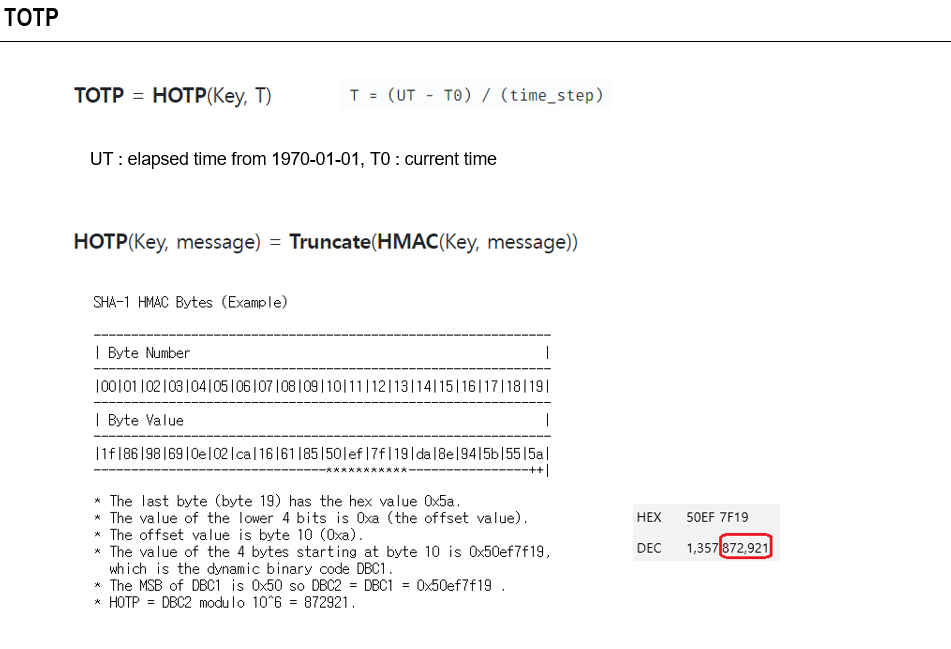 TOTP
TOTP = HOTP(Key, T)    T = (UT - T0) / (time_step)
UT : elapsed time from 1970-01-01, T0 : current time
HOTP(Key, message) = Truncate(HMAC(Key, message))
SHA-1 HMAC Bytes (Example)
-------------------------------------------------------------
| Byte Number                                               |
-------------------------------------------------------------
|00|01|02|03|04|05|06|07|08|09|10|11|12|13|14|15|16|17|18|19|
-------------------------------------------------------------
| Byte Value                                                |
-------------------------------------------------------------
|1f|86|98|69|0e|02|ca|16|61|85|50|ef|7f|19|da|8e|94|5b|55|5a|
-------------------------------***********----------------++|
* The last byte (byte 19) has the hex value 0x5a.
* The value of the lower 4 bits is 0xa (the offset value).
* The offset value is byte 10 (0xa).
* The value of the 4 bytes starting at byte 10 is 0x50ef7f19,
which is the dynamic binary code DBC1.
* The MSB of DBC1 is 0x50 so DBC2 = DBC1 = 0x50ef7f19 .
* HOTP = DBC2 modulo 10^6 = 872921.
HEX 50EF 7F19
DEC 1,357,872,921